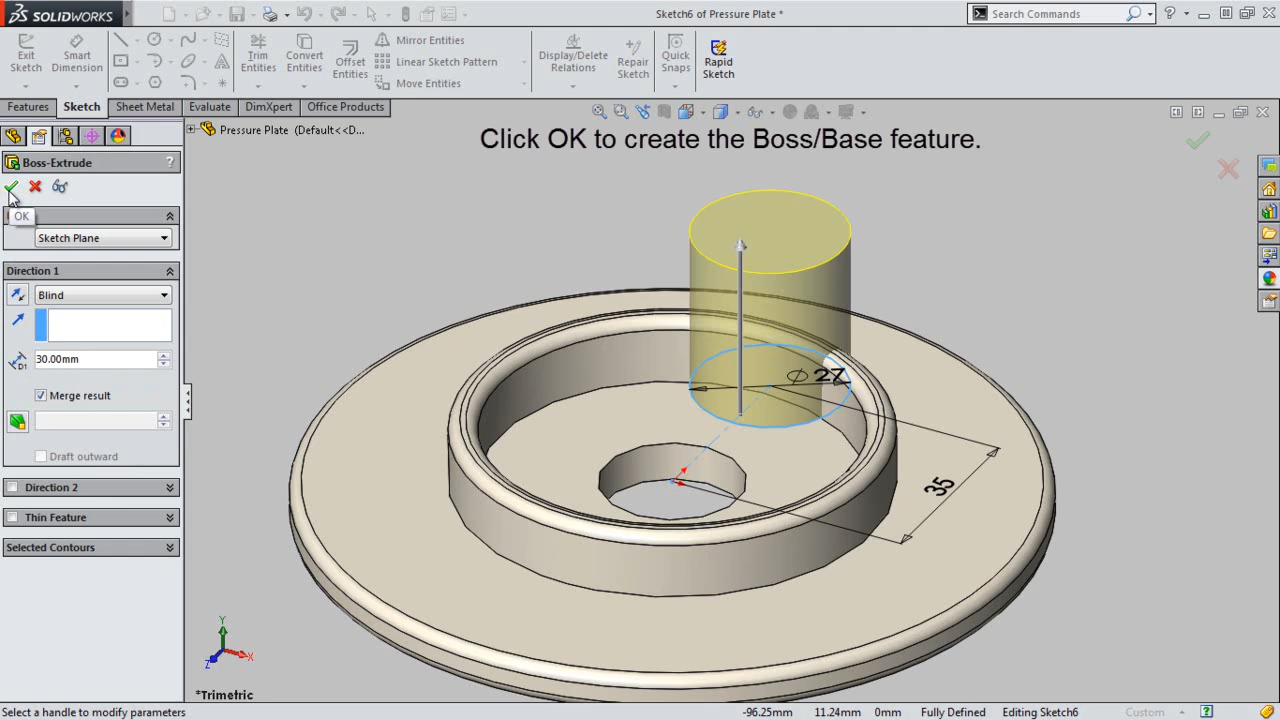 SOLIDWORKS
Sketch6 of Pressure Plate *
Search Commands
?
Exit
Sketch
Smart
Dimension
Trim
Entities
Convert
Entities
Offset
Entities
Mirror Entities
Linear Sketch Pattern
Move Entities
Display/Delete
Relations
Repair
Sketch
Quick
Snaps
Rapid
Sketch
Features
Sketch
Sheet Metal
Evaluate
DimXpert
Office Products
Pressure Plate (Default<<D...
Click OK to create the Boss/Base feature.
Boss-Extrude
?
OK
Sketch Plane
Direction 1
Blind
D1
30.00mm
Merge result
Draft outward
Direction 2
Thin Feature
Selected Contours
Ø 27
35
Y
Z
X
*Trimetric
Select a handle to modify parameters
-96.25mm
11.24mm
0mm
Fully Defined
Editing Sketch6
Custom
?